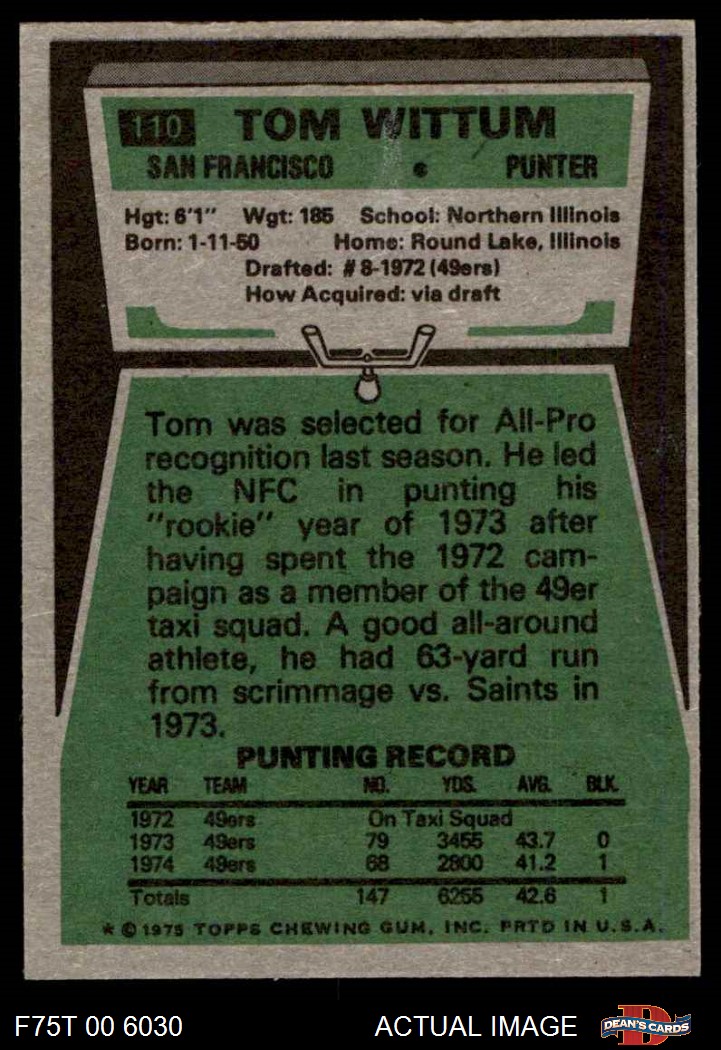 110 TOM WITTUM
SAN FRANCISCO • PUNTER
Hgt: 6'1" Wgt: 185 School: Northern Illinois
Born: 1-11-50 Home: Round Lake, Illinois
Drafted: #8-1972 (49ers)
How Acquired: via draft
Tom was selected for All-Pro
recognition last season. He led
the NFC in punting his
"rookie" year of 1973 after
having spent the 1972 cam-
paign as a member of the 49er
taxi squad. A good all-around
athlete, he had 63-yard run
from scrimmage vs. Saints in
1973.
PUNTING RECORD
YEAR TEAM NO. YDS. AVG. BLK.
1972 49ers On Taxi Squad
1973 49ers 79 3455 43.7 0
1974 49ers 68 2800 41.2 1
Totals 147 6255 42.6 1
* © 1975 TOPPS CHEWING GUM, INC. PRTD IN U.S.A.
F75T 00 6030 ACTUAL IMAGE D DEAN'S CARDS